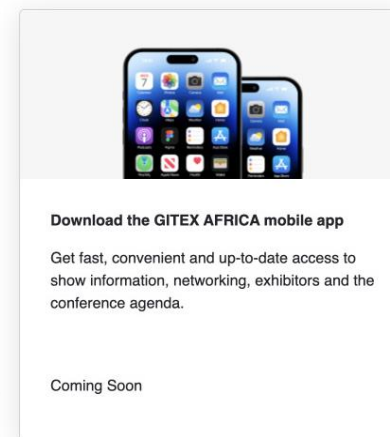 Download the GITEX AFRICA mobile app
Get fast, convenient and up-to-date access to
show information, networking, exhibitors and the
conference agenda.
Coming Soon